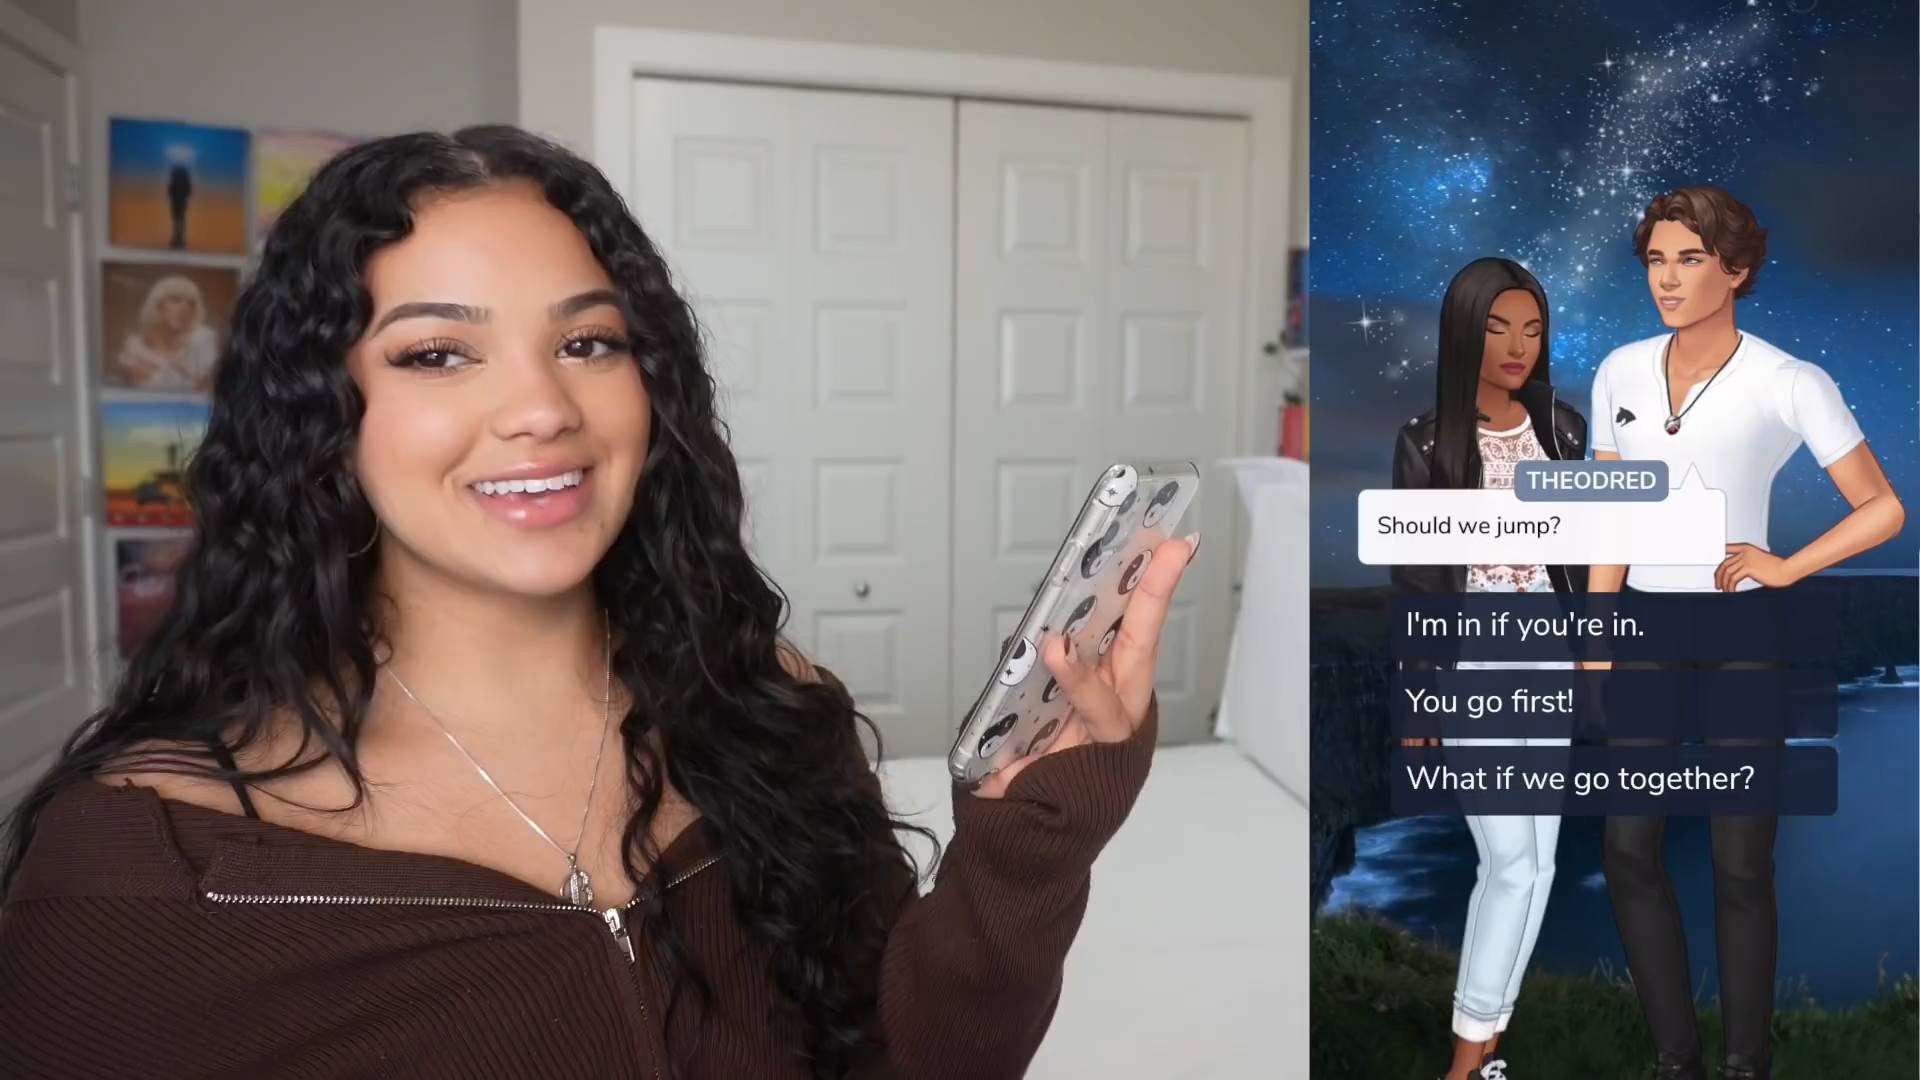 THEODRED
Should we jump?
I'm in if you're in.
You go first!
What if we go together?